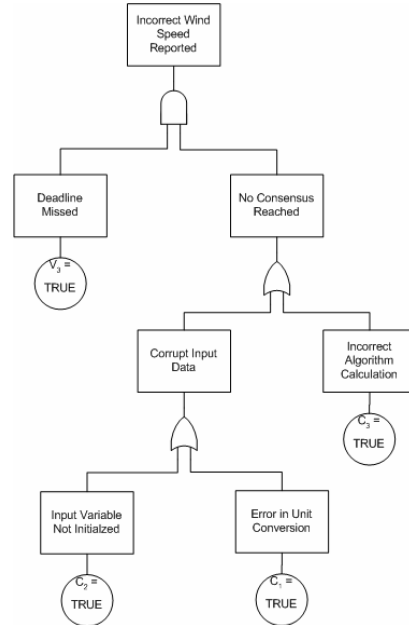 Incorrect Wind
Speed
Reported
Deadline
Missed
No Consensus
Reached
V₃ =
TRUE
Corrupt Input
Data
Incorrect
Algorithm
Calculation
C₃ =
TRUE
Input Variable
Not Initialzed
Error in Unit
Conversion
C₂ =
TRUE
C₁ =
TRUE